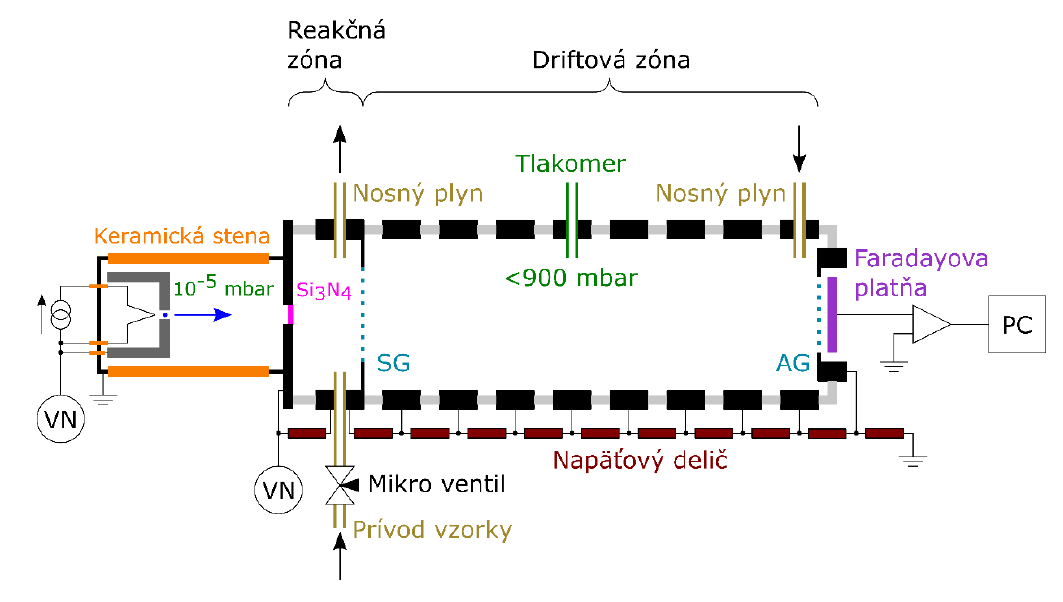 Reakčná
zóna
Driftová zóna
Tlakomer
Nosný plyn
Nosný plyn
Keramická stena
10⁻⁵ mbar
Si₃N₄
<900 mbar
Faradayova
platňa
PC
SG
AG
VN
Napäťový delič
VN
Mikro ventil
Prívod vzorky